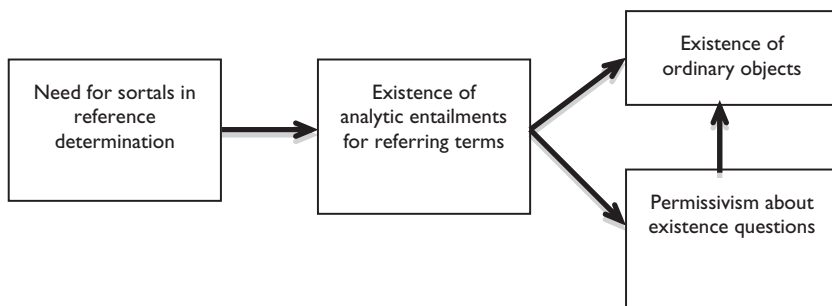 Need for sortals in
reference
determination
Existence of
analytic entailments
for referring terms
Existence of
ordinary objects
Permissivism about
existence questions